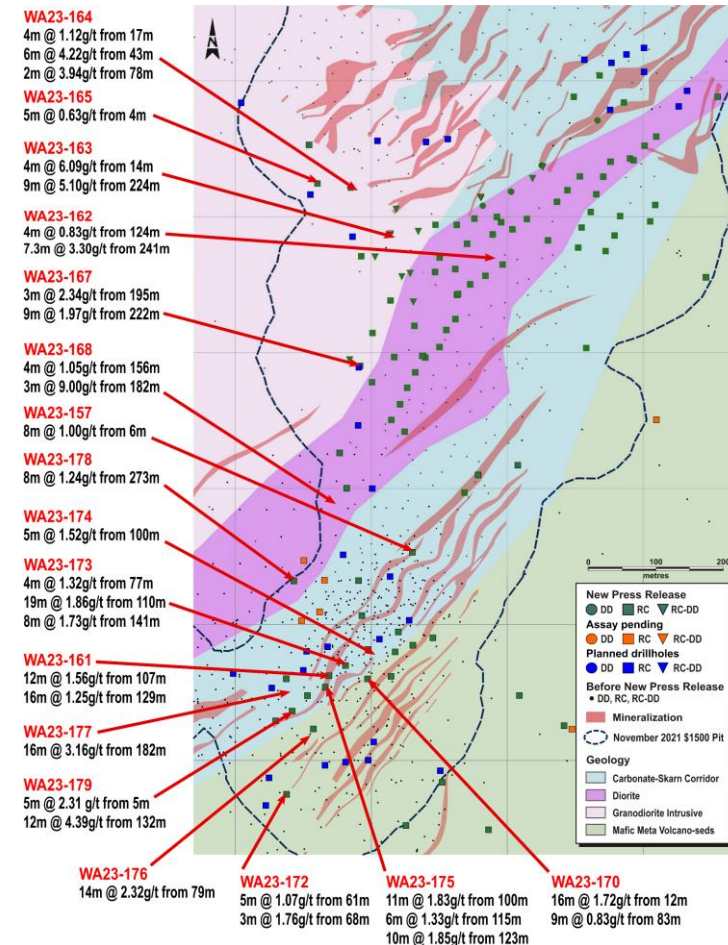 WA23-164
4m @ 1.12g/t from 17m
6m @ 4.22g/t from 43m
2m @ 3.94g/t from 78m
WA23-165
5m @ 0.63g/t from 4m
WA23-163
4m @ 6.09g/t from 14m
9m @ 5.10g/t from 224m
WA23-162
4m @ 0.83g/t from 124m
7.3m @ 3.30g/t from 241m
WA23-167
3m @ 2.34g/t from 195m
9m @ 1.97g/t from 222m
WA23-168
4m @ 1.05g/t from 156m
3m @ 9.00g/t from 182m
WA23-157
8m @ 1.00g/t from 6m
WA23-178
8m @ 1.24g/t from 273m
WA23-174
5m @ 1.52g/t from 100m
WA23-173
4m @ 1.32g/t from 77m
19m @ 1.86g/t from 110m
8m @ 1.73g/t from 141m
WA23-161
12m @ 1.56g/t from 107m
16m @ 1.25g/t from 129m
WA23-177
16m @ 3.16g/t from 182m
WA23-179
5m @ 2.31 g/t from 5m
12m @ 4.39g/t from 132m
WA23-176
14m @ 2.32g/t from 79m
WA23-172
5m @ 1.07g/t from 61m
3m @ 1.76g/t from 68m
WA23-175
11m @ 1.83g/t from 100m
6m @ 1.33g/t from 115m
10m @ 1.85g/t from 123m
WA23-170
16m @ 1.72g/t from 12m
9m @ 0.83g/t from 83m
N
0 100 200
metres
New Press Release
DD RC RC-DD
Assay pending
DD RC RC-DD
Planned drillholes
DD RC RC-DD
Before New Press Release
DD, RC, RC-DD
Mineralization
November 2021 $1500 Pit
Geology
Carbonate-Skarn Corridor
Diorite
Granodiorite Intrusive
Mafic Meta Volcano-seds